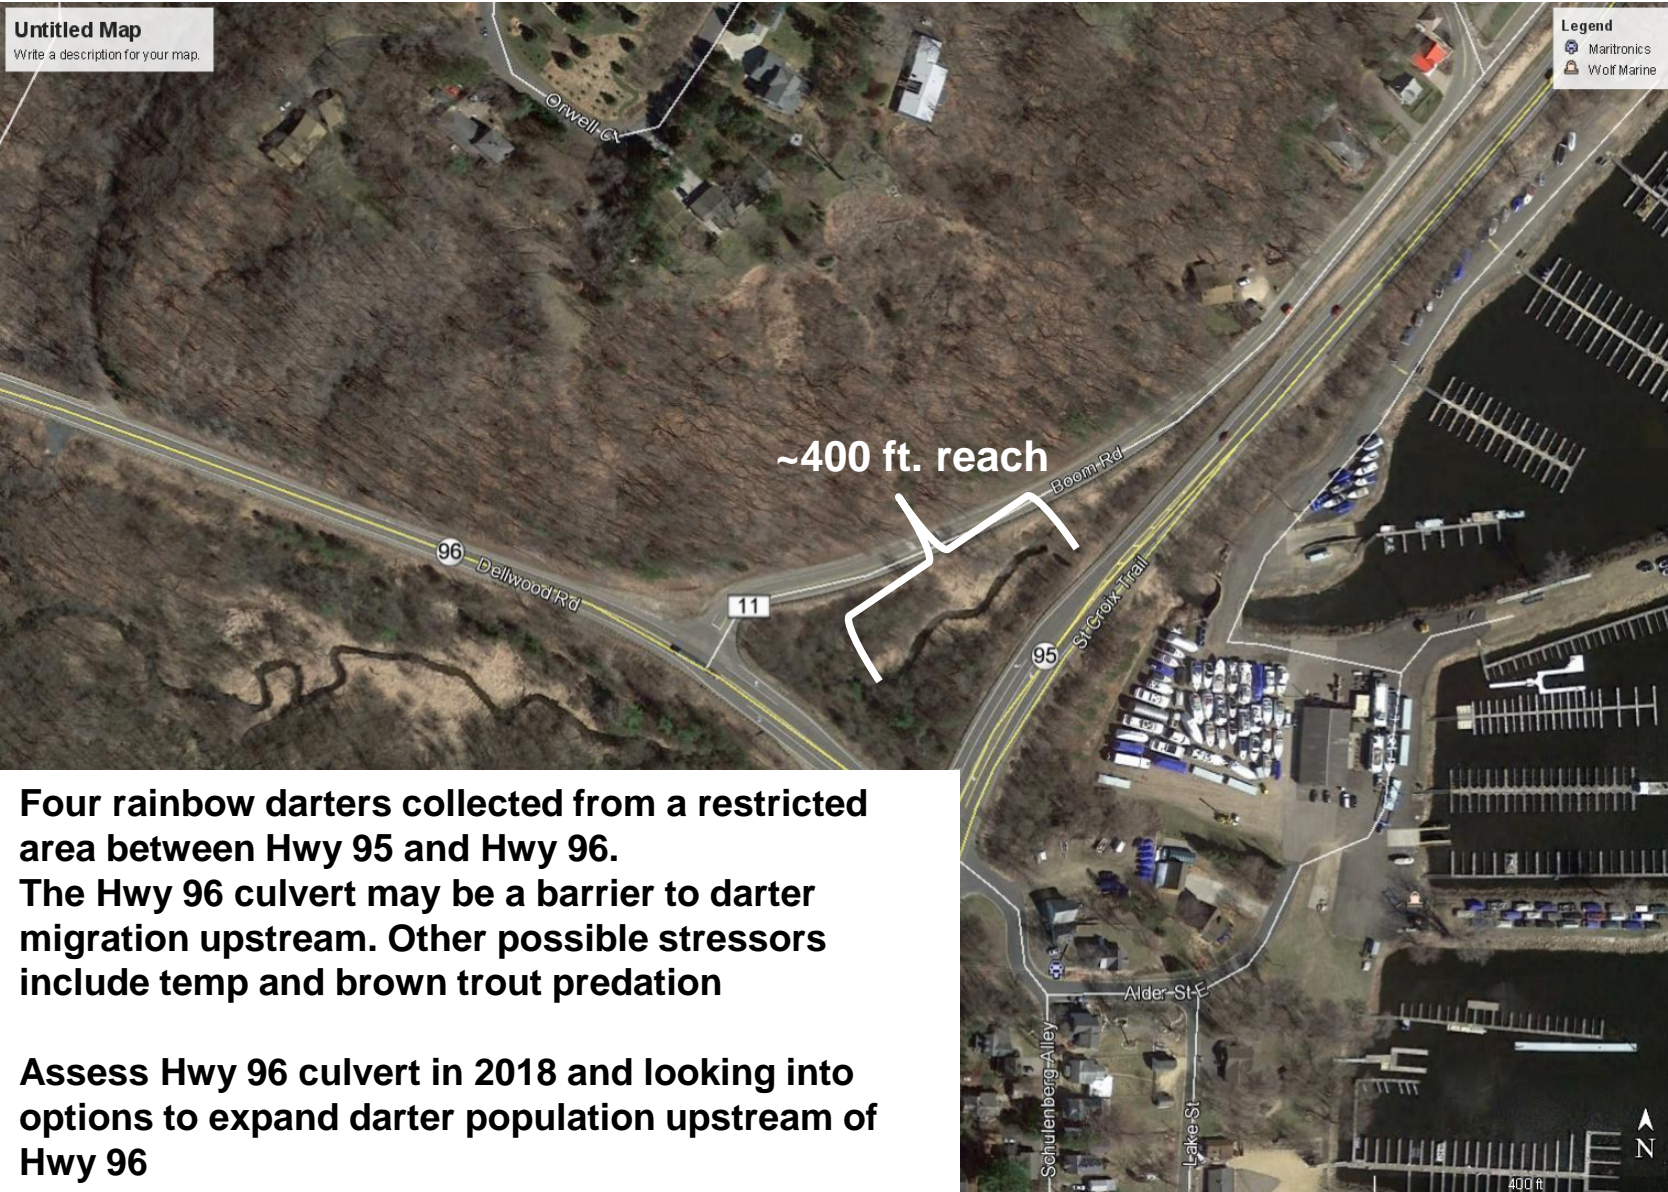 Untitled Map
Write a description for your map.
Legend
Maritronics
Wolf Marine
Orwell Ct
~400 ft. reach
Boom Rd
96
Dellwood Rd
11
95
St Croix Trail
Four rainbow darters collected from a restricted
area between Hwy 95 and Hwy 96.
The Hwy 96 culvert may be a barrier to darter
migration upstream. Other possible stressors
include temp and brown trout predation
Assess Hwy 96 culvert in 2018 and looking into
options to expand darter population upstream of
Hwy 96
Alder St E
Schulenberg Alley
Lake St
N
400 ft